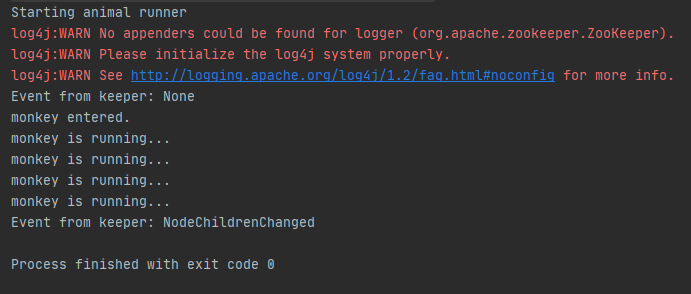 Starting animal runner
log4j:WARN No appenders could be found for logger (org.apache.zookeeper.ZooKeeper).
log4j:WARN Please initialize the log4j system properly.
log4j:WARN See http://logging.apache.org/log4j/1.2/faq.html#noconfig for more info.
Event from keeper: None
monkey entered.
monkey is running...
monkey is running...
monkey is running...
monkey is running...
Event from keeper: NodeChildrenChanged
Process finished with exit code 0